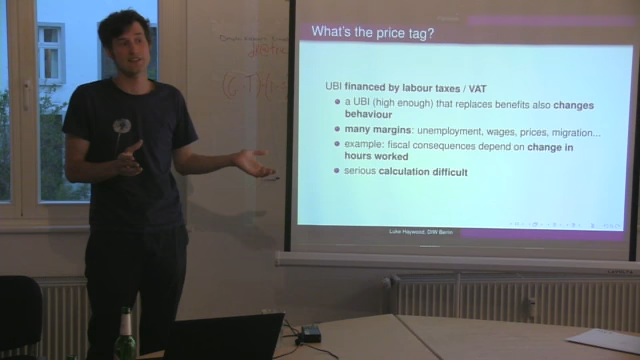 What's the price tag?
UBI financed by labour taxes / VAT
a UBI (high enough) that replaces benefits also changes
behaviour
many margins: unemployment, wages, prices, migration...
example: fiscal consequences depend on change in
hours worked
serious calculation difficult
Luke Haywood, DIW Berlin